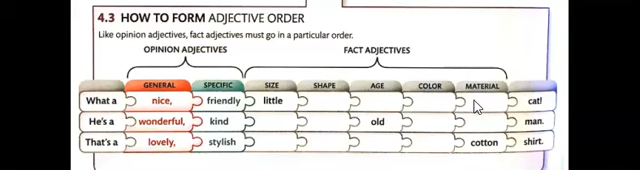 4.3 HOW TO FORM ADJECTIVE ORDER
Like opinion adjectives, fact adjectives must go in a particular order.
OPINION ADJECTIVES FACT ADJECTIVES
GENERAL SPECIFIC SIZE SHAPE AGE COLOR MATERIAL
What a nice, friendly little cat!
He's a wonderful, kind old man.
That's a lovely, stylish cotton shirt.